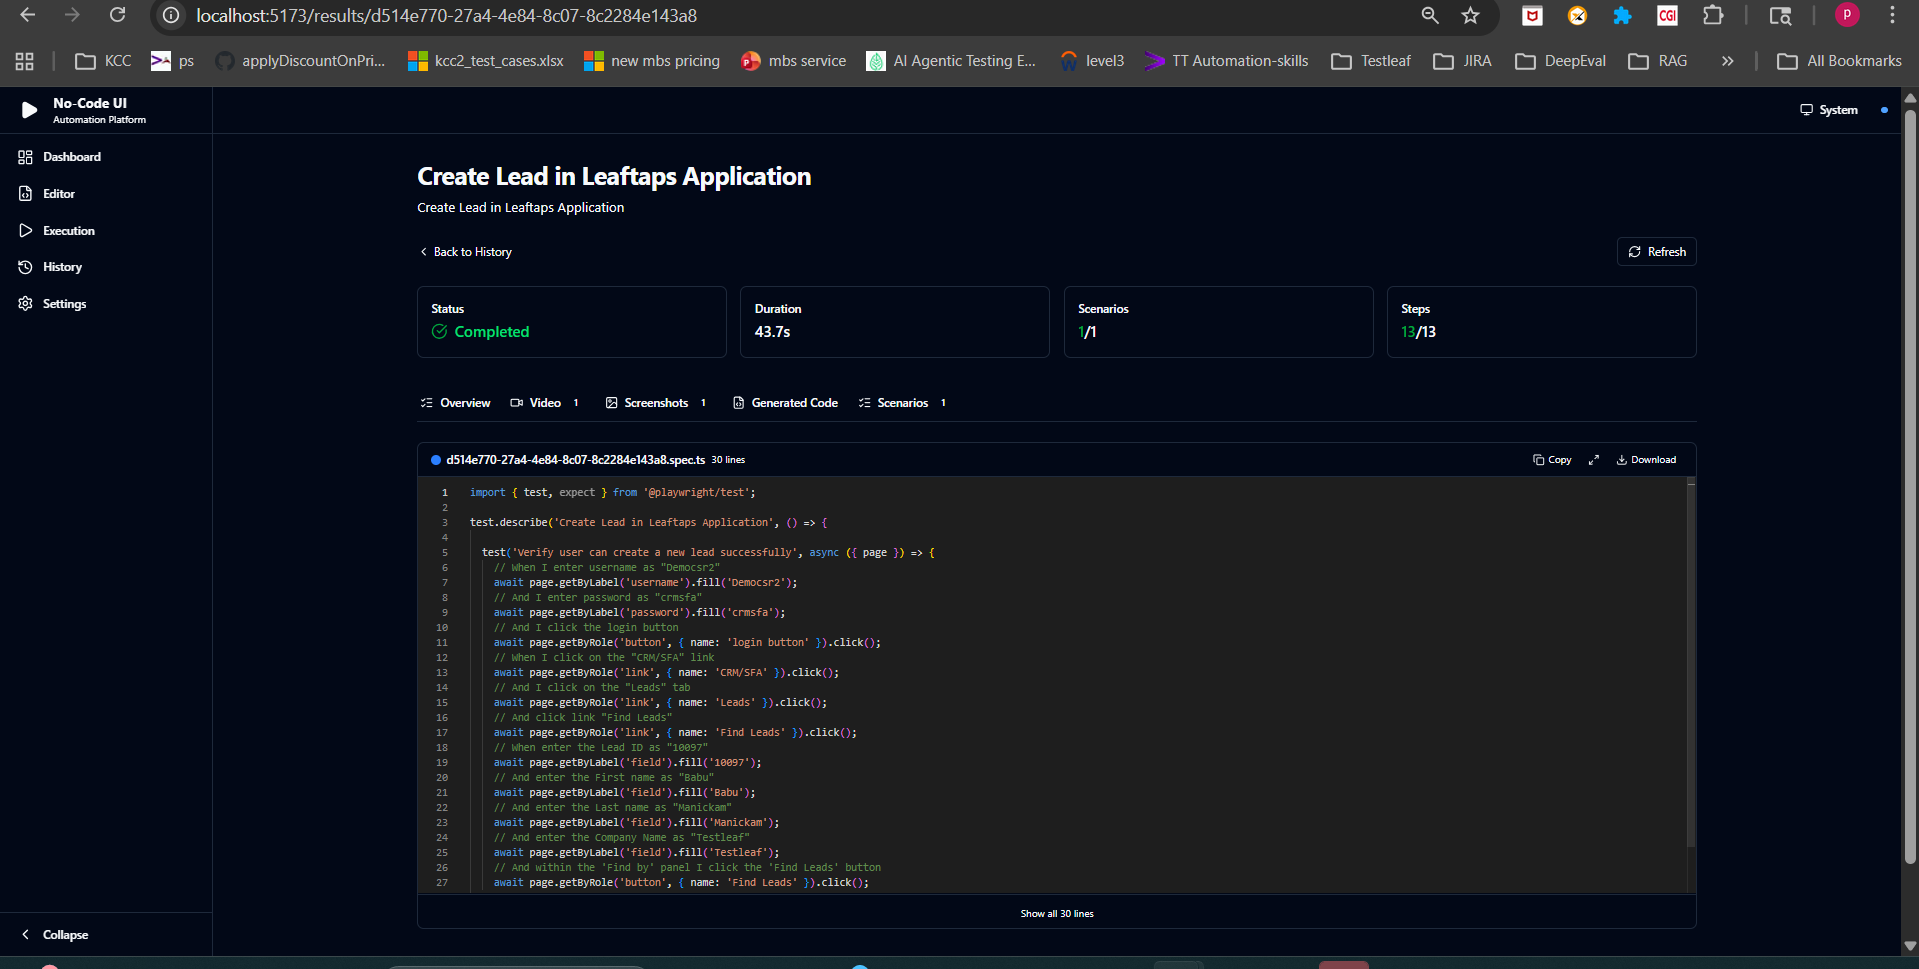 localhost:5173/results/d514e770-27a4-4e84-8c07-8c2284e143a8
CGI
P
KCC
ps
applyDiscountOnPri...
kcc2_test_cases.xlsx
new mbs pricing
mbs service
AI Agentic Testing E...
level3
TT Automation-skills
Testleaf
JIRA
DeepEval
RAG
All Bookmarks
No-Code UI
Automation Platform
System
Dashboard
Editor
Execution
History
Settings
Collapse
Create Lead in Leaftaps Application
Create Lead in Leaftaps Application
Back to History
Refresh
Status
Completed
Duration
43.7s
Scenarios
1/1
Steps
13/13
Overview
Video 1
Screenshots 1
Generated Code
Scenarios 1
d514e770-27a4-4e84-8c07-8c2284e143a8.spec.ts 30 lines
Copy
Download
1 import { test, expect } from '@playwright/test';
2
3 test.describe('Create Lead in Leaftaps Application', () => {
4
5 test('Verify user can create a new lead successfully', async ({ page }) => {
6 // When I enter username as "Democsr2"
7 await page.getByLabel('username').fill('Democsr2');
8 // And I enter password as "crmsfa"
9 await page.getByLabel('password').fill('crmsfa');
10 // And I click the login button
11 await page.getByRole('button', { name: 'login button' }).click();
12 // When I click on the "CRM/SFA" link
13 await page.getByRole('link', { name: 'CRM/SFA' }).click();
14 // And I click on the "Leads" tab
15 await page.getByRole('link', { name: 'Leads' }).click();
16 // And click link "Find Leads"
17 await page.getByRole('link', { name: 'Find Leads' }).click();
18 // When enter the Lead ID as "10097"
19 await page.getByLabel('field').fill('10097');
20 // And enter the First name as "Babu"
21 await page.getByLabel('field').fill('Babu');
22 // And enter the Last name as "Manickam"
23 await page.getByLabel('field').fill('Manickam');
24 // And enter the Company Name as "Testleaf"
25 await page.getByLabel('field').fill('Testleaf');
26 // And within the 'Find by' panel I click the 'Find Leads' button
27 await page.getByRole('button', { name: 'Find Leads' }).click();
Show all 30 lines